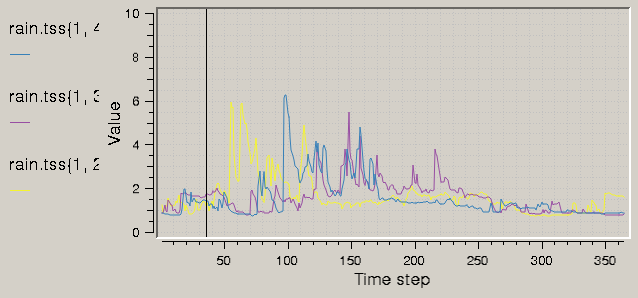 rain.tss{1, 4
rain.tss{1, 3
rain.tss{1, 2
Value
10
8
6
4
2
0
50 100 150 200 250 300 350
Time step